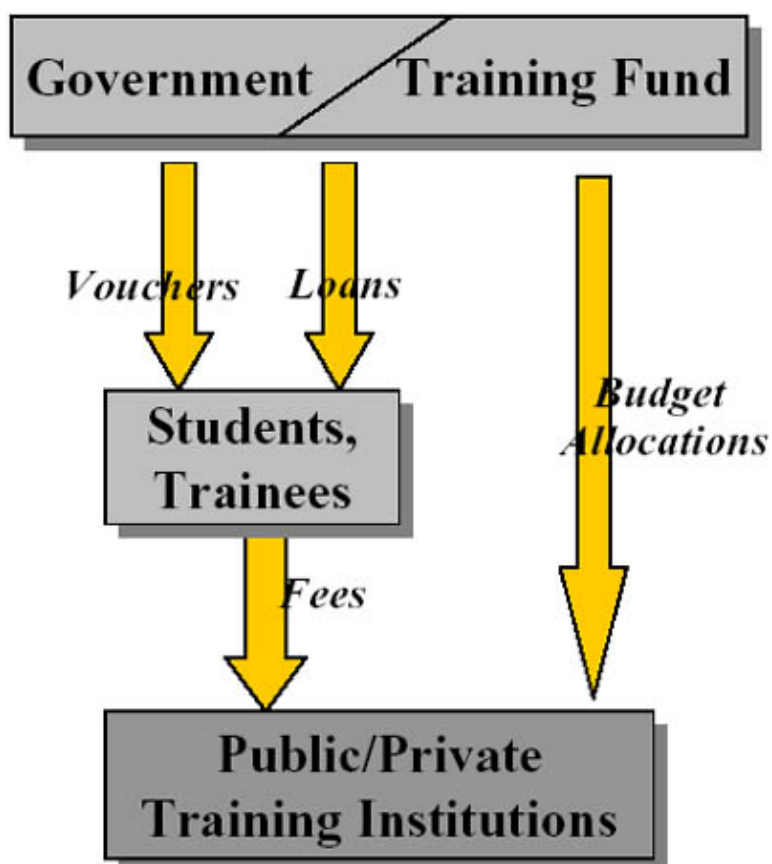 Government
Training Fund
Vouchers
Loans
Budget
Allocations
Students,
Trainees
Fees
Public/Private
Training Institutions